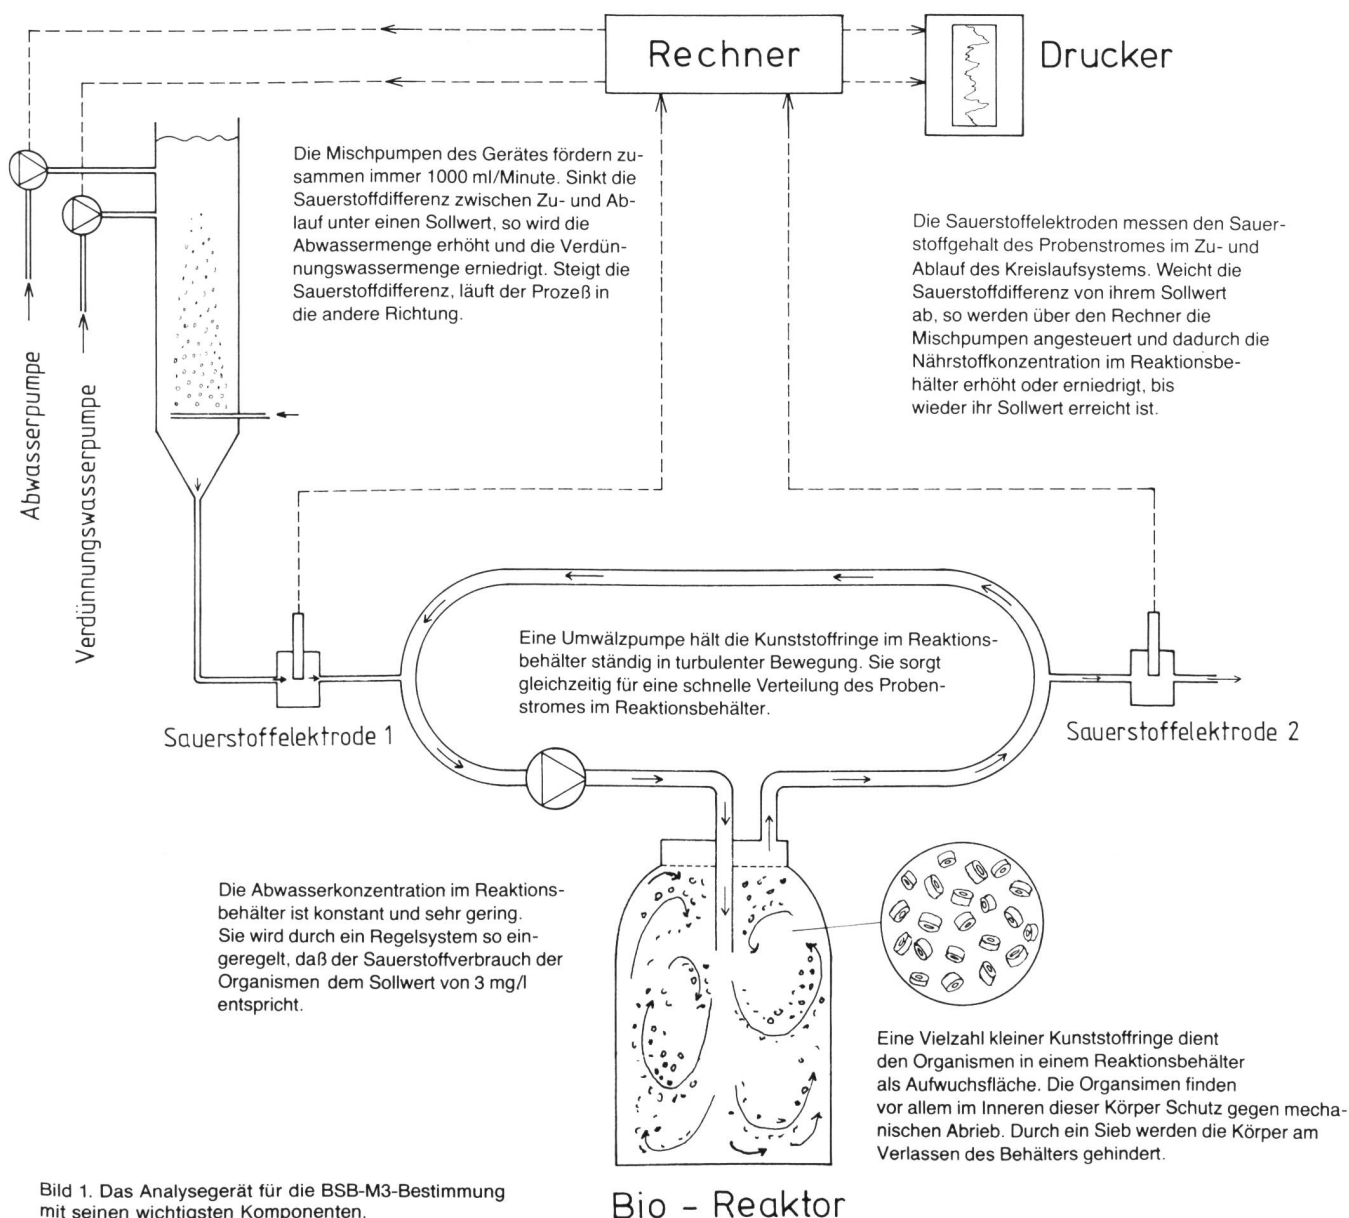 Rechner
Drucker
Die Mischpumpen des Gerätes fördern zu-
sammen immer 1000 ml/Minute. Sinkt die
Sauerstoffdifferenz zwischen Zu- und Ab-
lauf unter einen Sollwert, so wird die
Abwassermenge erhöht und die Verdün-
nungswassermenge erniedrigt. Steigt die
Sauerstoffdifferenz, läuft der Prozeß in
die andere Richtung.
Die Sauerstoffelektroden messen den Sauer-
stoffgehalt des Probenstromes im Zu- und
Ablauf des Kreislaufsystems. Weicht die
Sauerstoffdifferenz von ihrem Sollwert
ab, so werden über den Rechner die
Mischpumpen angesteuert und dadurch die
Nährstoffkonzentration im Reaktionsbe-
hälter erhöht oder erniedrigt, bis
wieder ihr Sollwert erreicht ist.
Abwasserpumpe
Verdünnungswasserpumpe
Eine Umwälzpumpe hält die Kunststoffringe im Reaktions-
behälter ständig in turbulenter Bewegung. Sie sorgt
gleichzeitig für eine schnelle Verteilung des Proben-
stromes im Reaktionsbehälter.
Sauerstoffelektrode 1
Sauerstoffelektrode 2
Die Abwasserkonzentration im Reaktions-
behälter ist konstant und sehr gering.
Sie wird durch ein Regelsystem so ein-
geregelt, daß der Sauerstoffverbrauch der
Organismen dem Sollwert von 3 mg/l
entspricht.
Eine Vielzahl kleiner Kunststoffringe dient
den Organismen in einem Reaktionsbehälter
als Aufwuchsfläche. Die Organsimen finden
vor allem im Inneren dieser Körper Schutz gegen mecha-
nischen Abrieb. Durch ein Sieb werden die Körper am
Verlassen des Behälters gehindert.
Bild 1. Das Analysegerät für die BSB-M3-Bestimmung
mit seinen wichtigsten Komponenten.
Bio - Reaktor